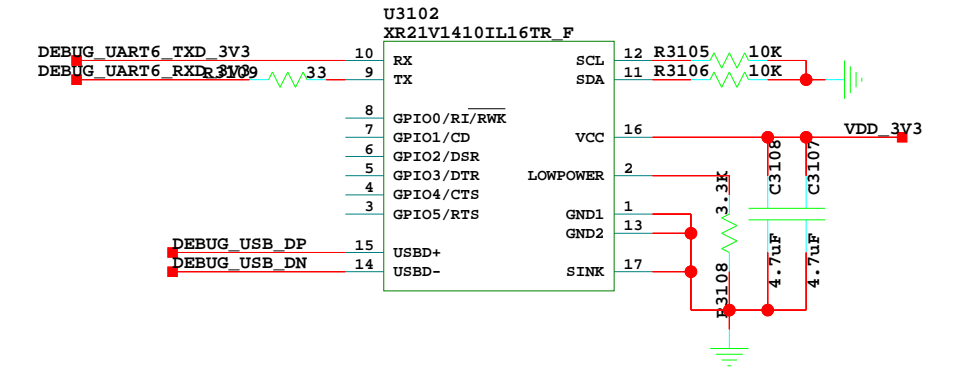 U3102
XR21V1410IL16TR_F
DEBUG_UART6_TXD_3V3 10 RX SCL 12 R3105 10K
DEBUG_UART6_RXD_3V3 R3109 33 9 TX SDA 11 R3106 10K
8 GPIO0/RI/RWK
7 GPIO1/CD VCC 16 VDD_3V3
6 GPIO2/DSR
5 GPIO3/DTR LOWPOWER 2
4 GPIO4/CTS
3 GPIO5/RTS GND1 1
GND2 13
DEBUG_USB_DP 15 USBD+
DEBUG_USB_DN 14 USBD- SINK 17
3.3K
R3108
C3108
4.7uF
C3107
4.7uF